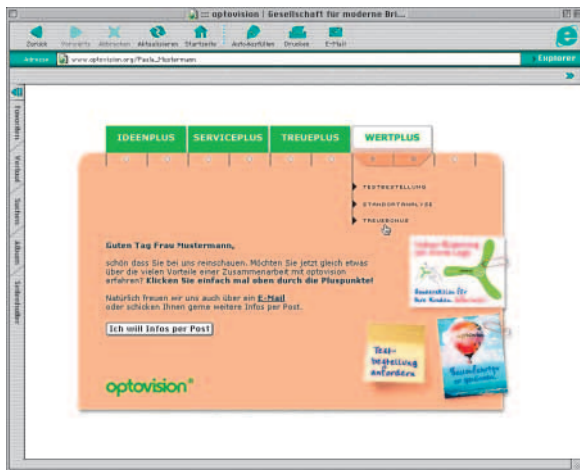 :: optovision | Gesellschaft für moderne Bri...
Zurück Vorwärts Abbrechen Aktualisieren Startseite Auto-Ausfüllen Drucken E-Mail
Adresse www.optovision.org/Paula_Mustermann Explorer
Favoriten
Verlauf
Suchen
Album
Seitenhalter
IDEENPLUS SERVICEPLUS TREUEPLUS WERTPLUS
TESTBESTELLUNG
STANDORTANALYSE
TREUEBONUS
Guten Tag Frau Mustermann,
schön dass Sie bei uns reinschauen. Möchten Sie jetzt gleich etwas
über die vielen Vorteile einer Zusammenarbeit mit optovision
erfahren? Klicken Sie einfach mal oben durch die Pluspunkte!
Natürlich freuen wir uns auch über ein E-Mail
oder schicken Ihnen gerne weitere Infos per Post.
Ich will Infos per Post
Test-
bestellung
anfordern
optovision®